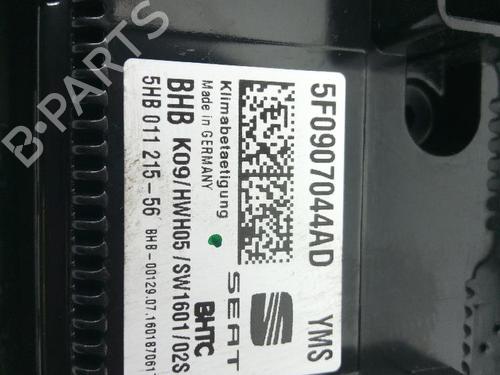 B-PARTS
5F0907044AD YMS
SEAT
Klimabetaetigung
Made in GERMANY
BHTC
BHB K09/HWH05/SW1601/02S
5HB 011 215-56 BHB-00129.07.160187061